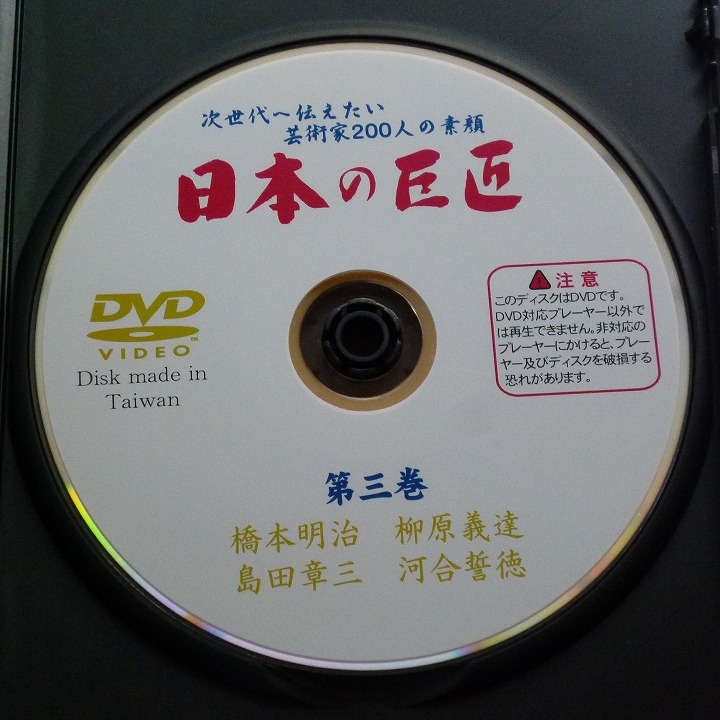 次世代へ伝えたい
芸術家200人の素顔
日本の巨匠
DVD
VIDEO™
Disk made in
Taiwan
注意
このディスクはDVDです。
DVD対応プレーヤー以外で
は再生できません。非対応の
プレーヤーにかけると、プレー
ヤー及びディスクを破損する
恐れがあります。
第三巻
橋本明治 柳原義達
島田章三 河合誓徳